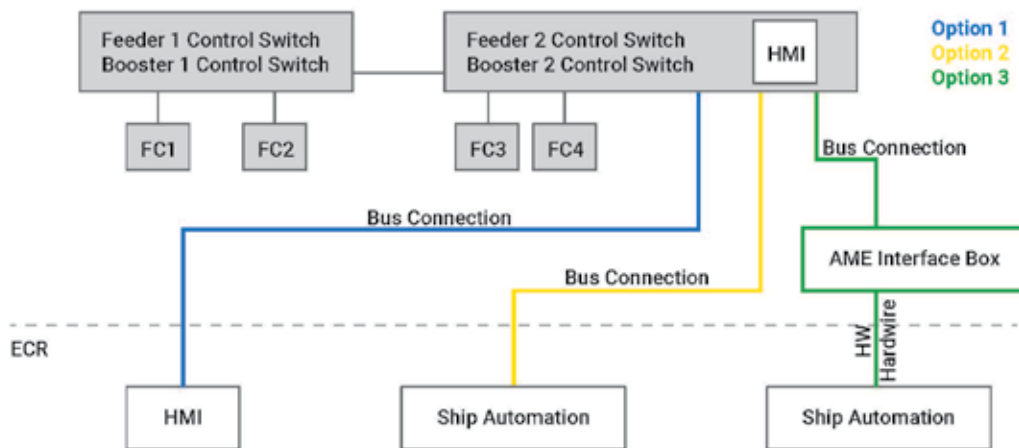 Feeder 1 Control Switch
Booster 1 Control Switch
Feeder 2 Control Switch
Booster 2 Control Switch
HMI
Option 1
Option 2
Option 3
FC1
FC2
FC3
FC4
Bus Connection
Bus Connection
Bus Connection
AME Interface Box
HW
Hardwire
ECR
HMI
Ship Automation
Ship Automation